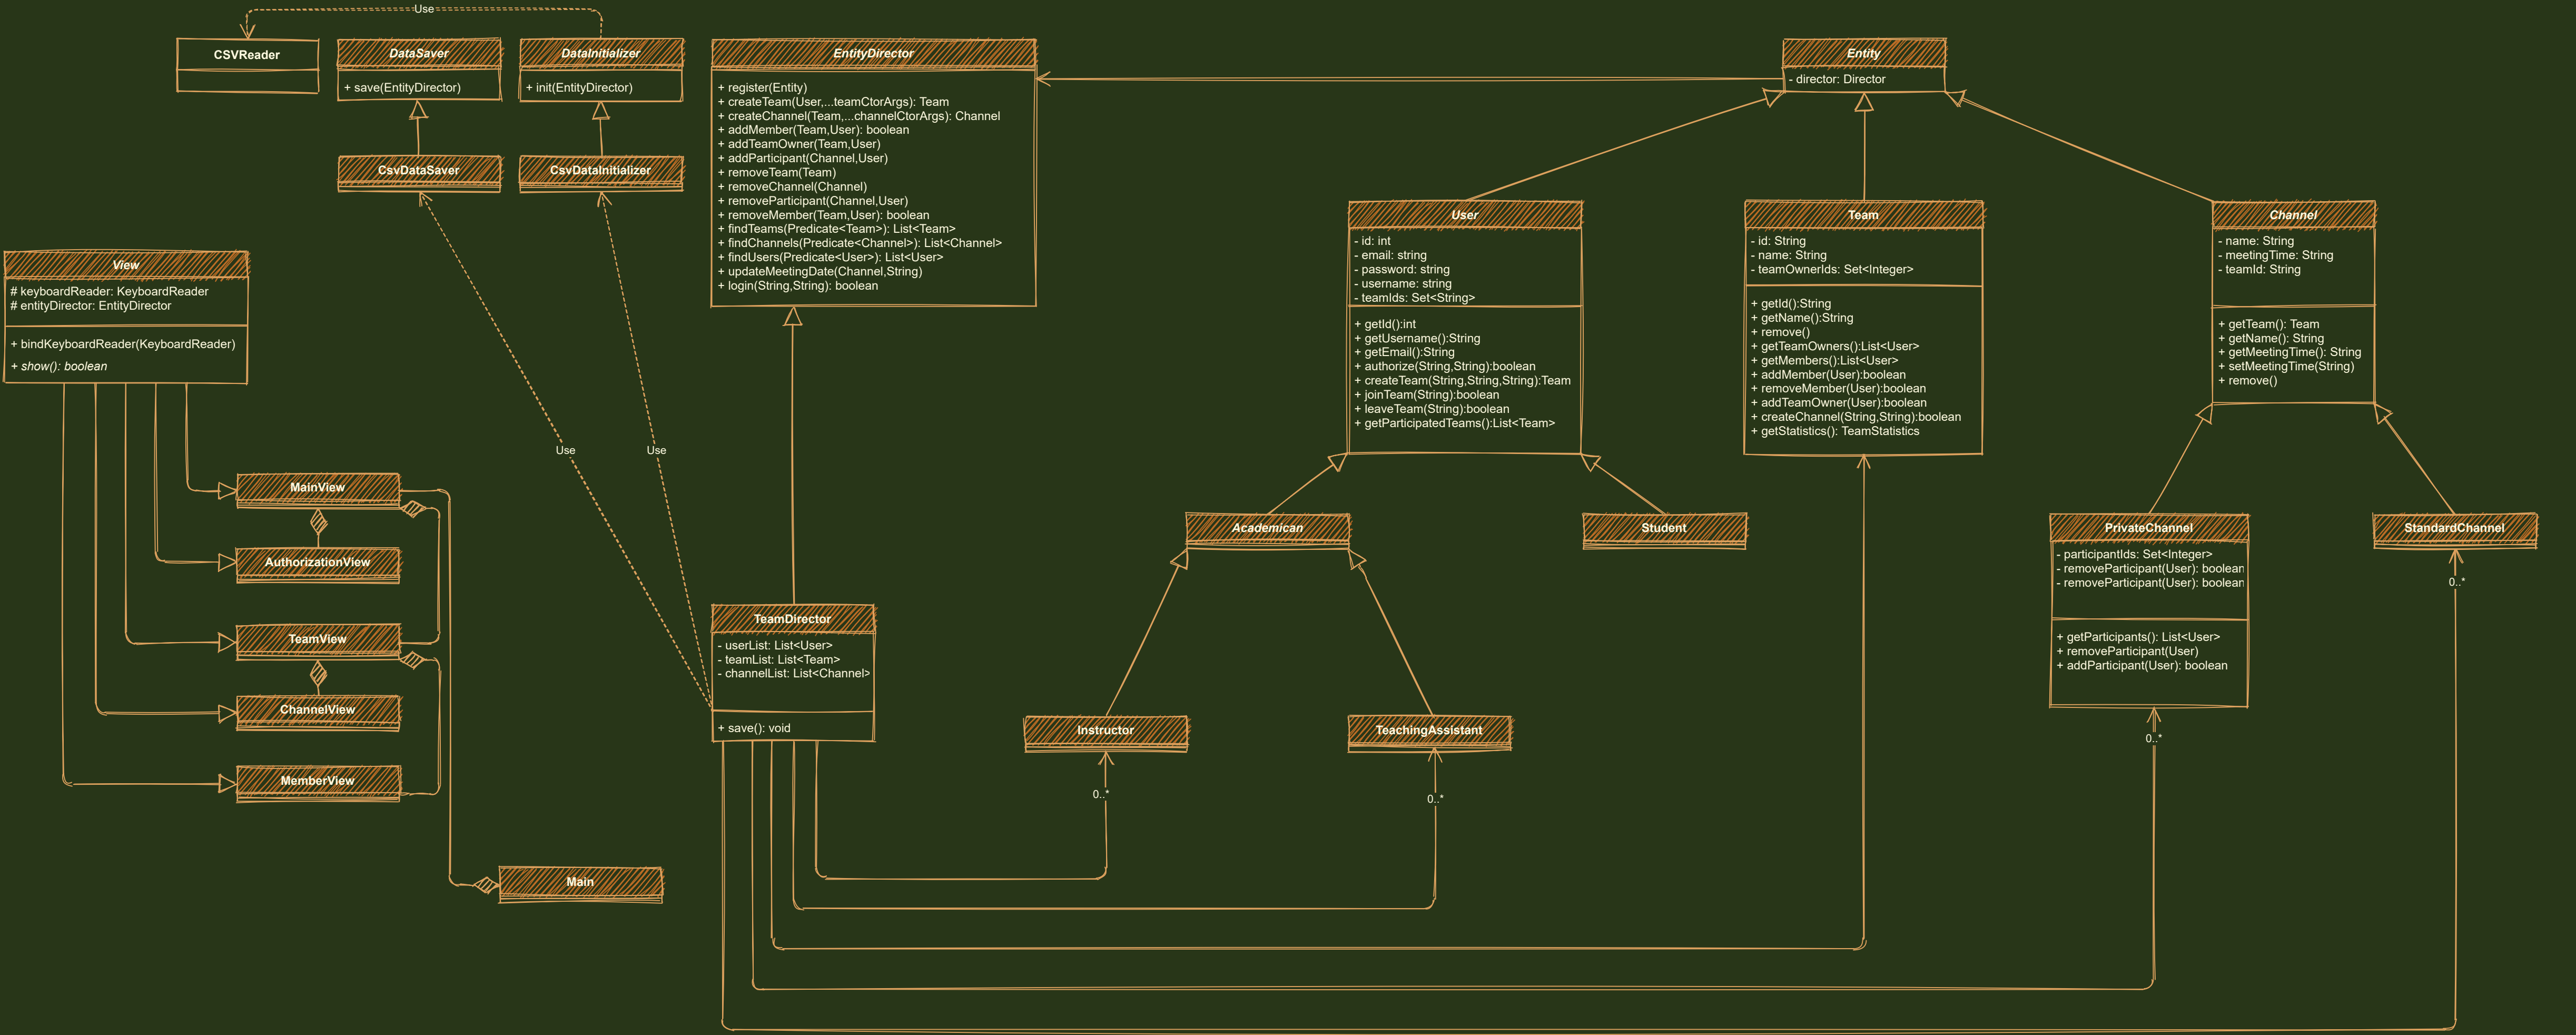 Use
CSVReader
DataSaver
+ save(EntityDirector)
DataInitializer
+ init(EntityDirector)
CsvDataSaver
CsvDataInitializer
EntityDirector
+ register(Entity)
+ createTeam(User,...teamCtorArgs): Team
+ createChannel(Team,...channelCtorArgs): Channel
+ addMember(Team,User): boolean
+ addTeamOwner(Team,User)
+ addParticipant(Channel,User)
+ removeTeam(Team)
+ removeChannel(Channel)
+ removeParticipant(Channel,User)
+ removeMember(Team,User): boolean
+ findTeams(Predicate<Team>): List<Team>
+ findChannels(Predicate<Channel>): List<Channel>
+ findUsers(Predicate<User>): List<User>
+ updateMeetingDate(Channel,String)
+ login(String,String): boolean
Entity
- director: Director
User
- id: int
- email: string
- password: string
- username: string
- teamIds: Set<String>
+ getId():int
+ getUsername():String
+ getEmail():String
+ authorize(String,String):boolean
+ createTeam(String,String,String):Team
+ joinTeam(String):boolean
+ leaveTeam(String):boolean
+ getParticipatedTeams():List<Team>
Team
- id: String
- name: String
- teamOwnerIds: Set<Integer>
+ getId():String
+ getName():String
+ remove()
+ getTeamOwners():List<User>
+ getMembers():List<User>
+ addMember(User):boolean
+ removeMember(User):boolean
+ addTeamOwner(User):boolean
+ createChannel(String,String):boolean
+ getStatistics(): TeamStatistics
Channel
- name: String
- meetingTime: String
- teamId: String
+ getTeam(): Team
+ getName(): String
+ getMeetingTime(): String
+ setMeetingTime(String)
+ remove()
View
# keyboardReader: KeyboardReader
# entityDirector: EntityDirector
+ bindKeyboardReader(KeyboardReader)
+ show(): boolean
Use
Use
MainView
AuthorizationView
TeamView
ChannelView
MemberView
Main
TeamDirector
- userList: List<User>
- teamList: List<Team>
- channelList: List<Channel>
+ save(): void
Academican
Student
Instructor
TeachingAssistant
0..*
0..*
PrivateChannel
- participantIds: Set<Integer>
- removeParticipant(User): boolean
- removeParticipant(User): boolean
+ getParticipants(): List<User>
+ removeParticipant(User)
+ addParticipant(User): boolean
0..*
StandardChannel
0..*